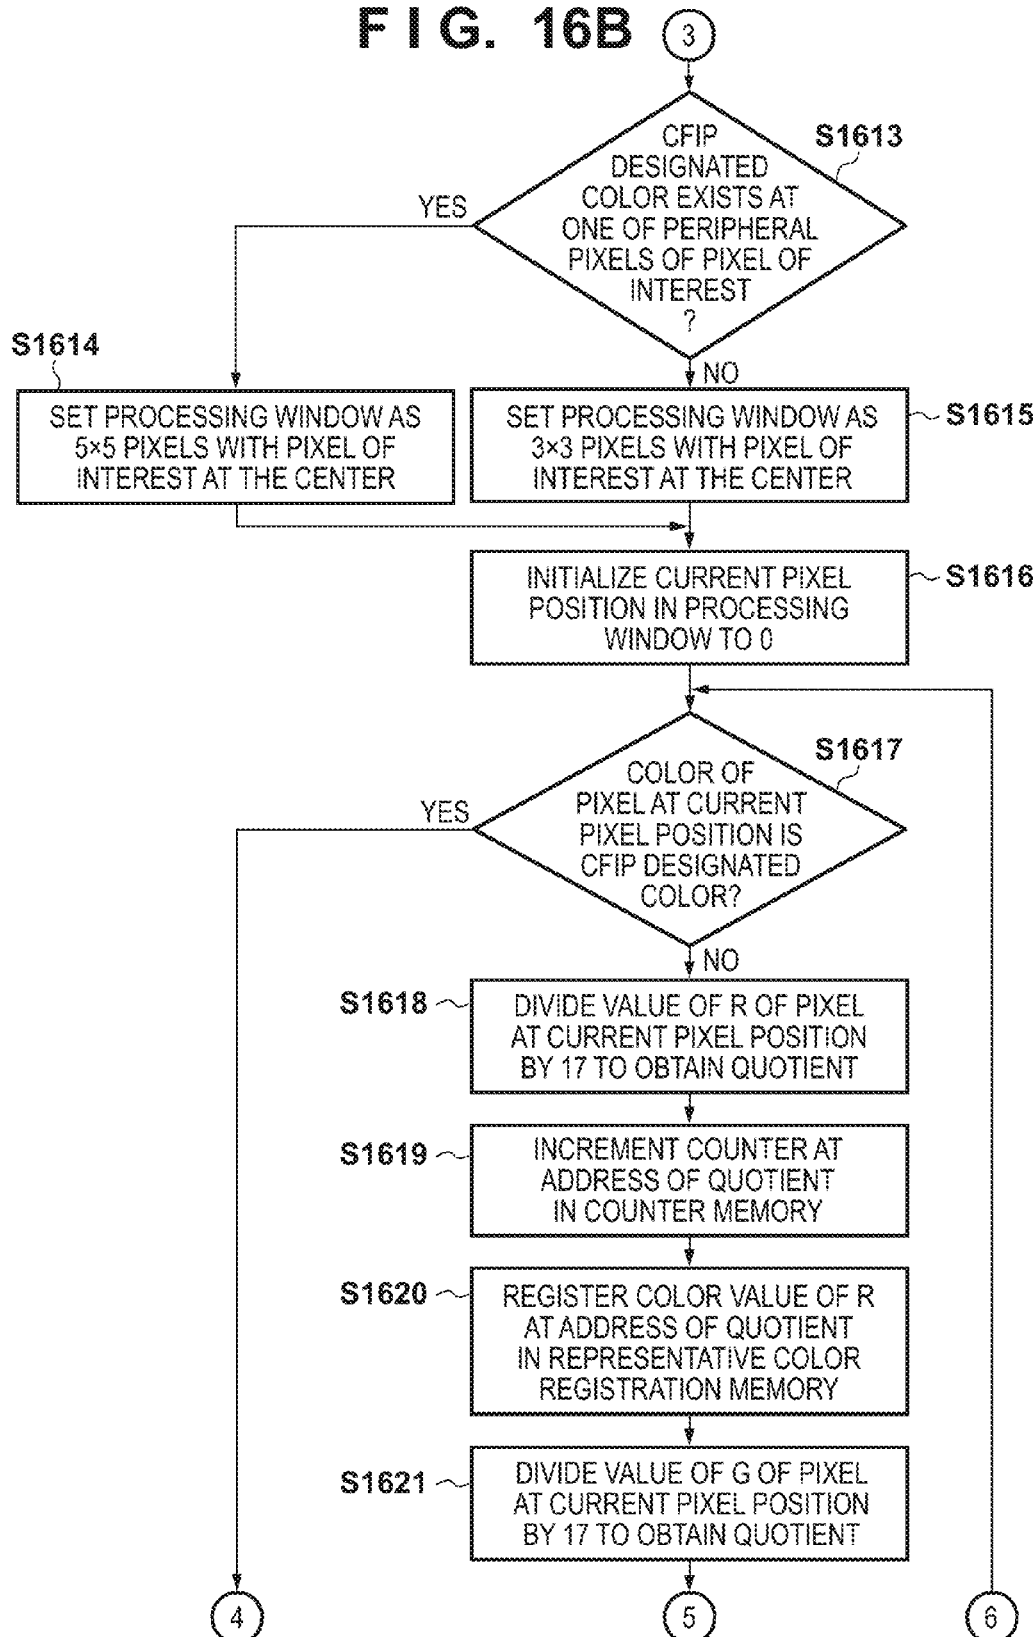 FIG. 16B
3
CFIP
DESIGNATED
COLOR EXISTS AT
ONE OF PERIPHERAL
PIXELS OF PIXEL OF
INTEREST
?
S1613
YES
NO
S1614
SET PROCESSING WINDOW AS
5×5 PIXELS WITH PIXEL OF
INTEREST AT THE CENTER
SET PROCESSING WINDOW AS
3×3 PIXELS WITH PIXEL OF
INTEREST AT THE CENTER
S1615
INITIALIZE CURRENT PIXEL
POSITION IN PROCESSING
WINDOW TO 0
S1616
COLOR OF
PIXEL AT CURRENT
PIXEL POSITION IS
CFIP DESIGNATED
COLOR?
S1617
YES
NO
S1618
DIVIDE VALUE OF R OF PIXEL
AT CURRENT PIXEL POSITION
BY 17 TO OBTAIN QUOTIENT
S1619
INCREMENT COUNTER AT
ADDRESS OF QUOTIENT
IN COUNTER MEMORY
S1620
REGISTER COLOR VALUE OF R
AT ADDRESS OF QUOTIENT
IN REPRESENTATIVE COLOR
REGISTRATION MEMORY
S1621
DIVIDE VALUE OF G OF PIXEL
AT CURRENT PIXEL POSITION
BY 17 TO OBTAIN QUOTIENT
4
5
6